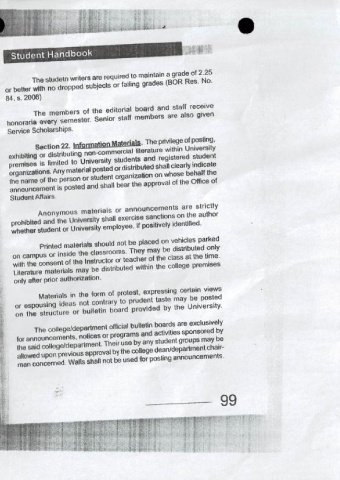 Student Handbook
The studetn writers are required to maintain a grade of 2.25
or better with no dropped subjects or failing grades (BOR Res. No.
84, s. 2006)
The members of the editorial board and staff receive
honoraria every semester. Senior staff members are also given
Service Scholarships.
Section 22. Information Materials. The privilege of posting,
exhibiting or distributing non-commercial literature within University
premises is limited to University students and registered student
organizations. Any material posted or distributed shall clearly indicate
the name of the person or student organization on whose behalf the
announcement is posted and shall bear the approval of the Office of
Student Affairs.
Anonymous materials or announcements are strictly
prohibited and the University shall exercise sanctions on the author
whether student or University employee, if positively identified.
Printed materials should not be placed on vehicles parked
on campus or inside the classrooms. They may be distributed only
with the consent of the Instructor or teacher of the class at the time.
Literature materials may be distributed within the college premises
only after prior authorization.
Materials in the form of protest, expressing certain views
or espousing ideas not contrary to prudent taste may be posted
on the structure or bulletin board provided by the University.
The college/department official bulletin boards are exclusively
for announcements, notices or programs and activities sponsored by
the said college/department. Their use by any student groups may be
allowed upon previous approval by the college dean/department chair-
man concerned. Walls shall not be used for posting announcements.
99